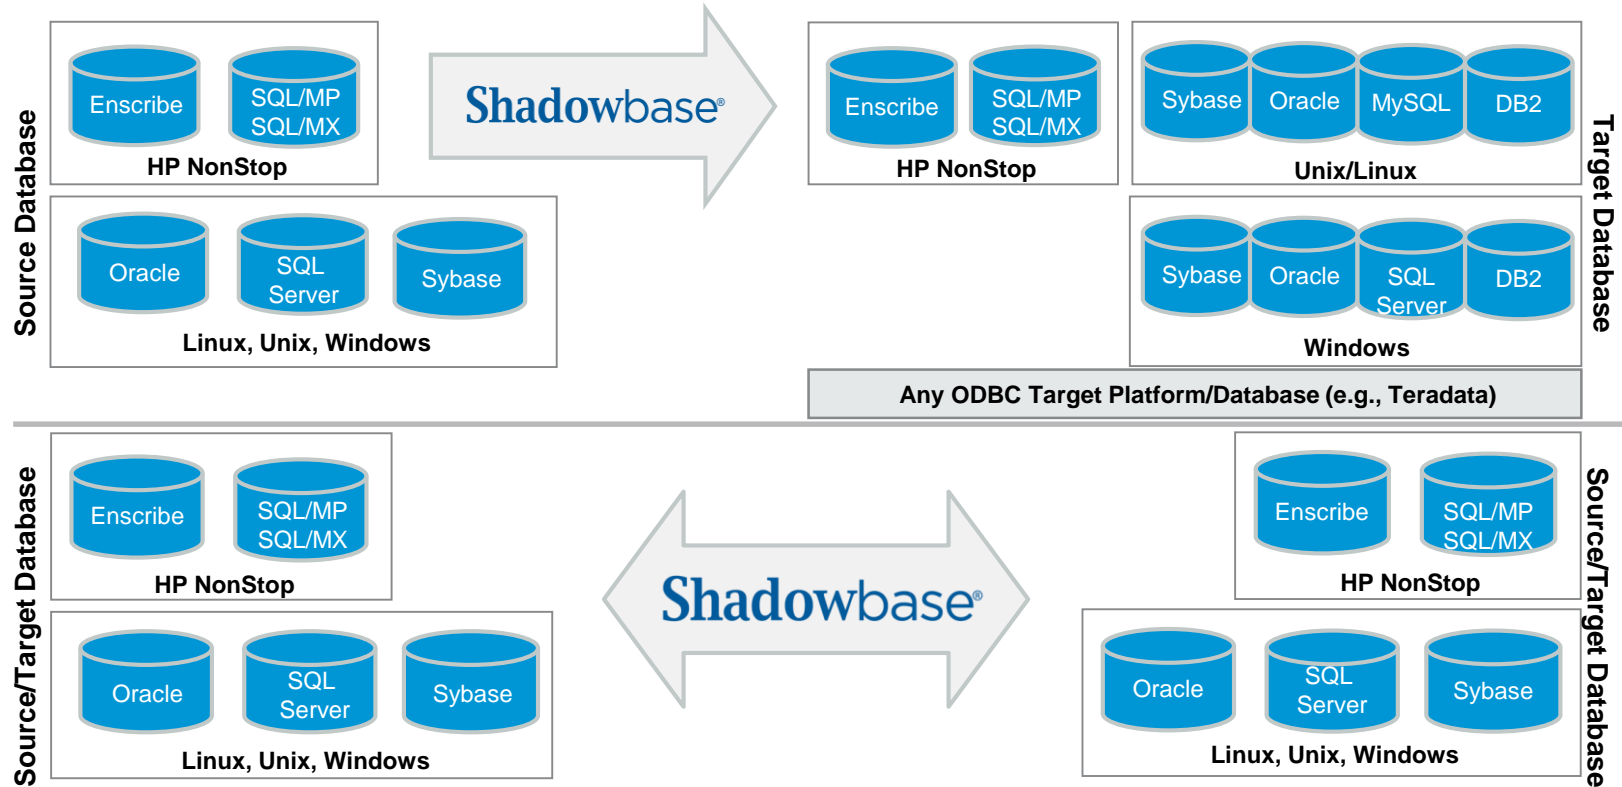 Source Database
Enscribe
SQL/MP
SQL/MX
HP NonStop
Oracle
SQL
Server
Sybase
Linux, Unix, Windows
Shadowbase®
Enscribe
SQL/MP
SQL/MX
HP NonStop
Sybase
Oracle
MySQL
DB2
Unix/Linux
Sybase
Oracle
SQL
Server
DB2
Windows
Any ODBC Target Platform/Database (e.g., Teradata)
Target Database
Source/Target Database
Enscribe
SQL/MP
SQL/MX
HP NonStop
Oracle
SQL
Server
Sybase
Linux, Unix, Windows
Shadowbase®
Enscribe
SQL/MP
SQL/MX
HP NonStop
Oracle
SQL
Server
Sybase
Linux, Unix, Windows
Source/Target Database